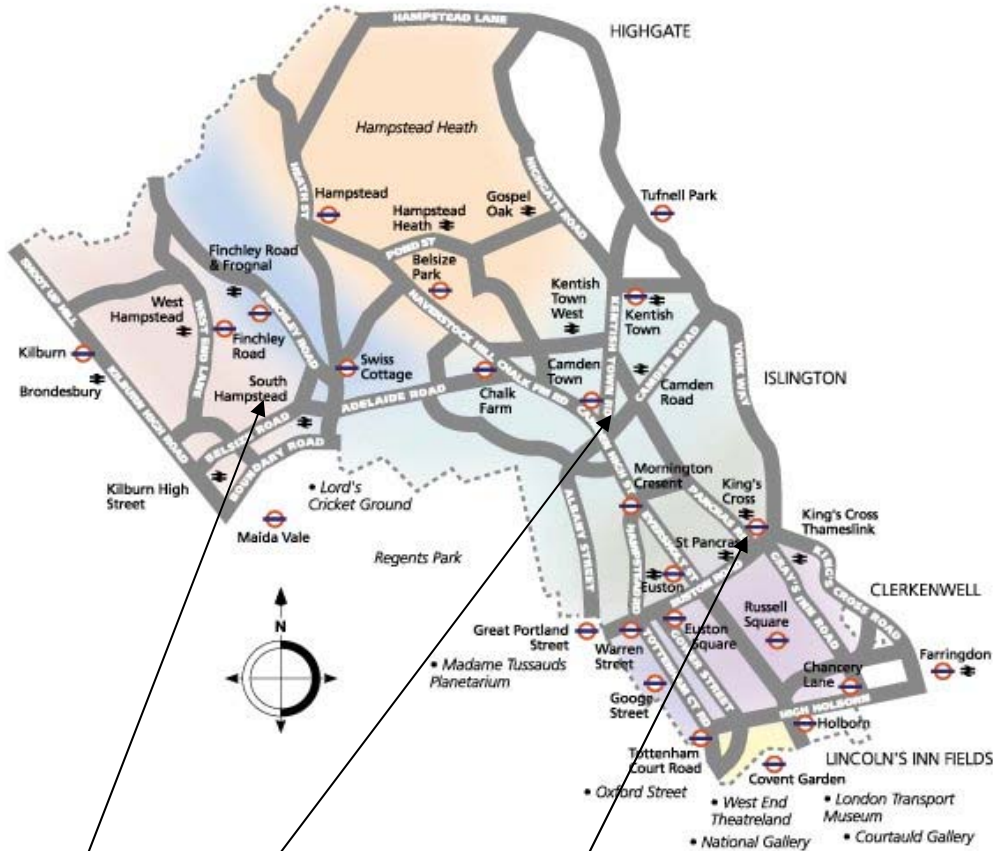 HAMPSTEAD LANE
HIGHGATE
Hampstead Heath
HEATH ST
HIGHGATE ROAD
Hampstead
Hampstead
Heath
Gospel
Oak
Tufnell Park
POND ST
Finchley Road
& Frognal
Belsize
Park
Kentish
Town
West
Kentish
Town
SHOOT UP HILL
West
Hampstead
WEST END LANE
FINCHLEY ROAD
Finchley
Road
HAVERSTOCK HILL
CHALK FRM RD
KENTISH TOWN RD
CAMDEN ROAD
YORK WAY
Kilburn
Brondesbury
KILBURN HIGH ROAD
South
Hampstead
Swiss
Cottage
Chalk
Farm
Camden
Town
Camden
Road
ISLINGTON
ADELAIDE ROAD
BELSIZE ROAD
BOUNDARY ROAD
CAMDEN HIGH ST
Kilburn High
Street
• Lord's
Cricket Ground
Maida Vale
Regents Park
ALBANY STREET
Mornington
Cresent
HAMPSTEAD RD
PANCRAS RD
King's
Cross
King's Cross
Thameslink
St Pancras
Euston
EUSTON ROAD
GRAY'S INN ROAD
KING'S CROSS ROAD
CLERKENWELL
N
Great Portland
Street
Warren
Street
Euston
Square
Russell
Square
• Madame Tussauds
Planetarium
TOTTENHAM CT RD
GOWER STREET
Googe
Street
Chancery
Lane
Farringdon
HIGH HOLBORN
Holborn
Tottenham
Court Road
LINCOLN'S INN FIELDS
Covent Garden
• Oxford Street
• West End
Theatreland
• London Transport
Museum
• National Gallery
• Courtauld Gallery